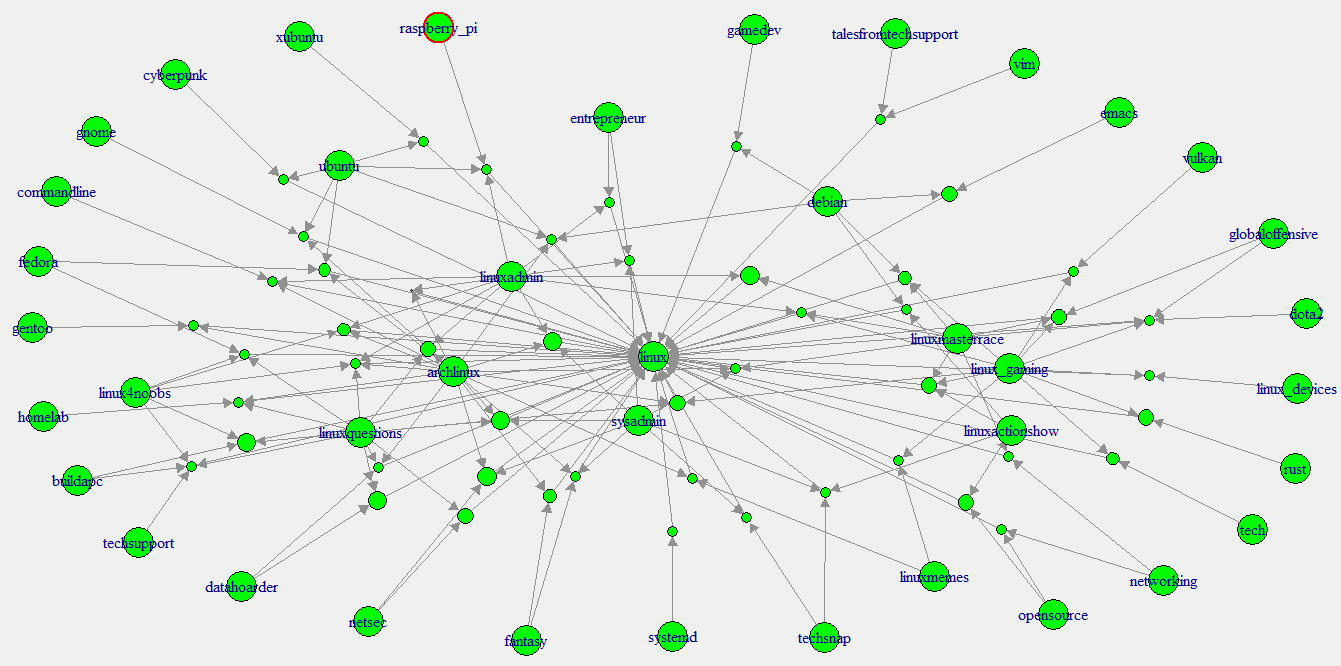 raspberry_pi
xubuntu
gamedev
talesfromtechsupport
vim
cyberpunk
entrepreneur
emacs
gnome
ubuntu
vulkan
commandline
debian
globaloffensive
fedora
linuxadmin
gentoo
dota2
linuxmasterrace
linux
archlinux
linux_gaming
linux4noobs
linux_devices
homelab
sysadmin
linuxquestions
linuxactionshow
rust
buildapc
tech
techsupport
linuxmemes
networking
datahoarder
opensource
netsec
fantasy
systemd
techsnap